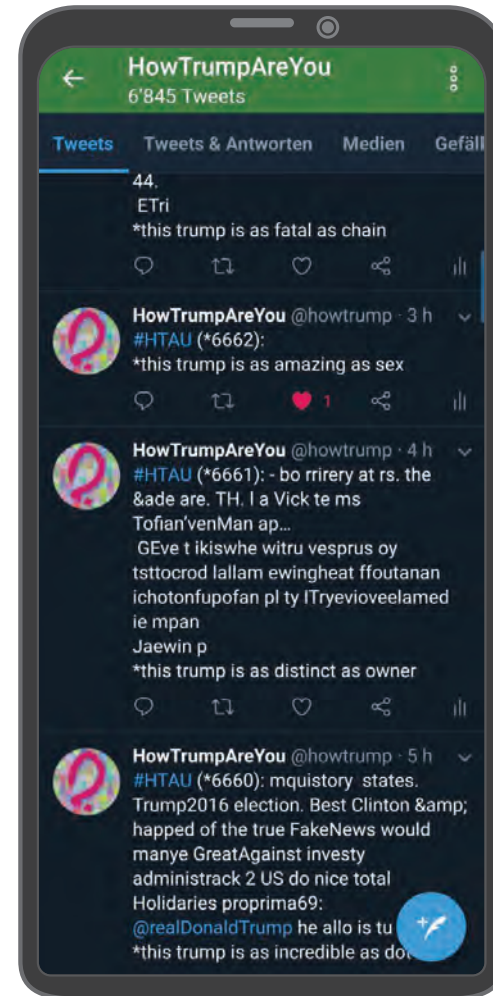 HowTrumpAreYou
6'845 Tweets
Tweets Tweets & Antworten Medien Gefäll
44.
ETri
*this trump is as fatal as chain
HowTrumpAreYou @howtrump · 3 h
#HTAU (*6662):
*this trump is as amazing as sex
1
HowTrumpAreYou @howtrump · 4 h
#HTAU (*6661): - bo rrirery at rs. the
&ade are. TH. l a Vick te ms
Tofian'venMan ap...
GEve t ikiswhe witru vesprus oy
tsttocrod lallam ewingheat ffoutanan
ichotonfupofan pl ty ITryevioveelamed
ie mpan
Jaewin p
*this trump is as distinct as owner
HowTrumpAreYou @howtrump · 5 h
#HTAU (*6660): mquistory states.
Trump2016 election. Best Clinton &amp;
happed of the true FakeNews would
manye GreatAgainst investy
administrack 2 US do nice total
Holidaries proprima69:
@realDonaldTrump he allo is tu
*this trump is as incredible as